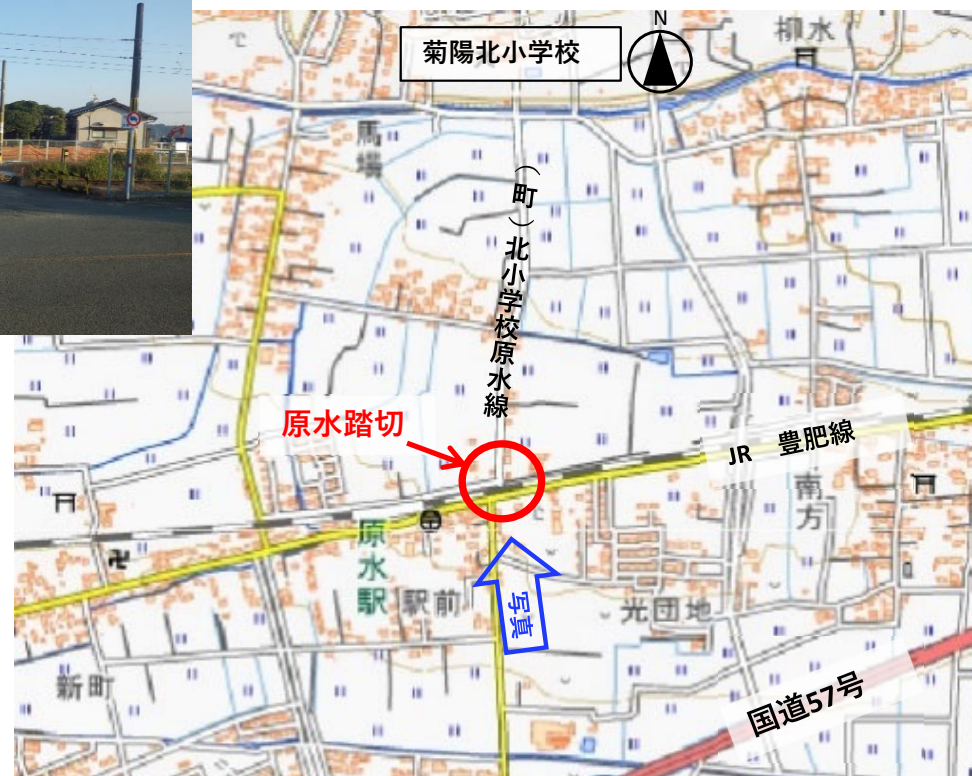 菊陽北小学校
N
柳水
馬場
(町)北小学校原水線
原水踏切
JR 豊肥線
南方
原水駅
駅前
写真
光団地
新町
国道57号